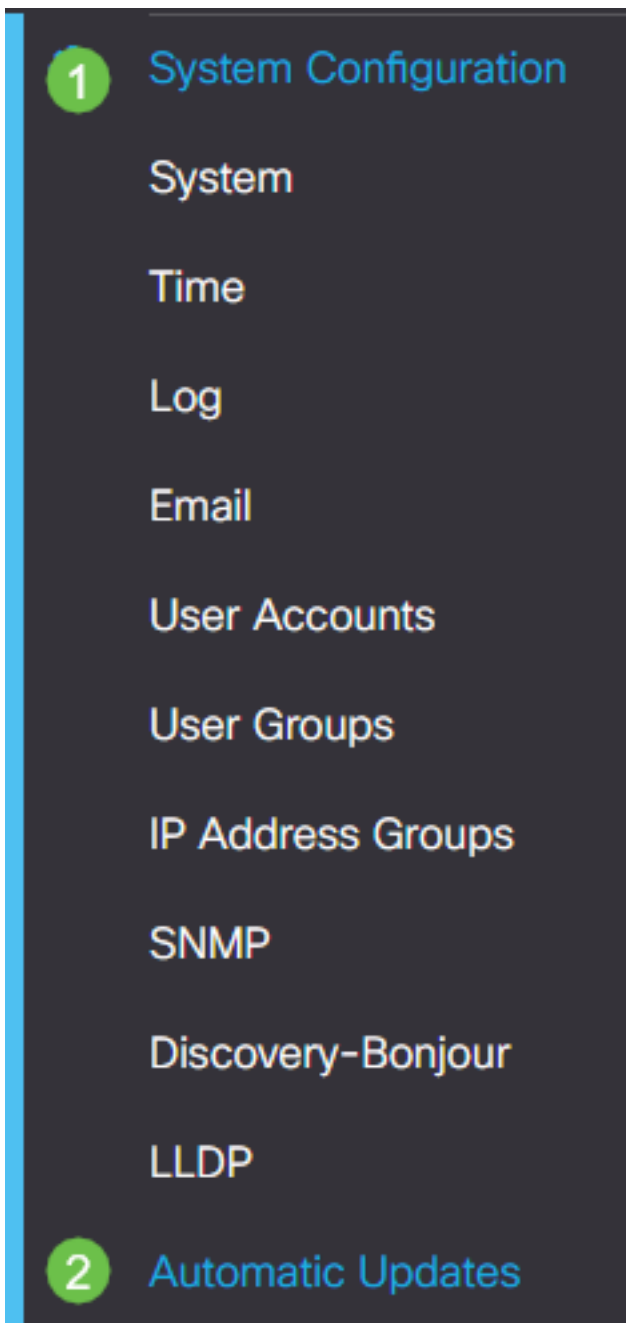 1 System Configuration
System
Time
Log
Email
User Accounts
User Groups
IP Address Groups
SNMP
Discovery-Bonjour
LLDP
2 Automatic Updates